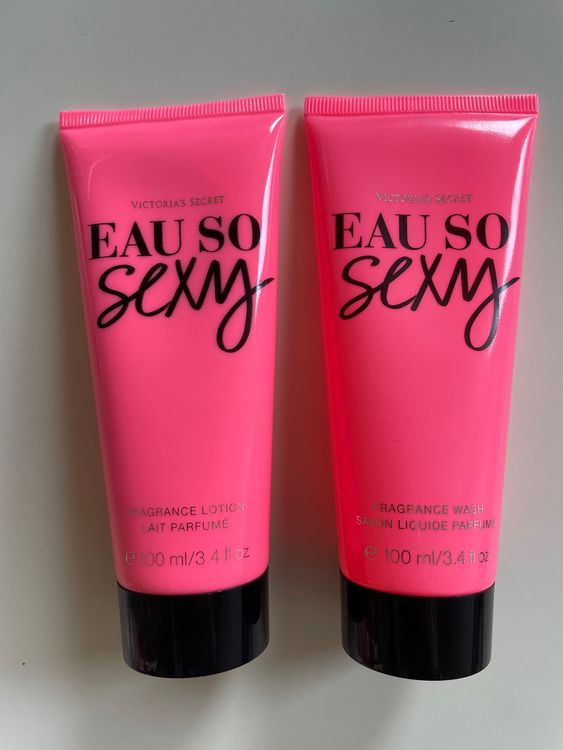 VICTORIA'S SECRET
EAU SO
sexy
FRAGRANCE LOTION
LAIT PARFUMÉ
℮ 100 ml/3.4 fl oz
VICTORIA'S SECRET
EAU SO
sexy
FRAGRANCE WASH
SAVON LIQUIDE PARFUMÉ
℮ 100 ml/3.4 fl oz